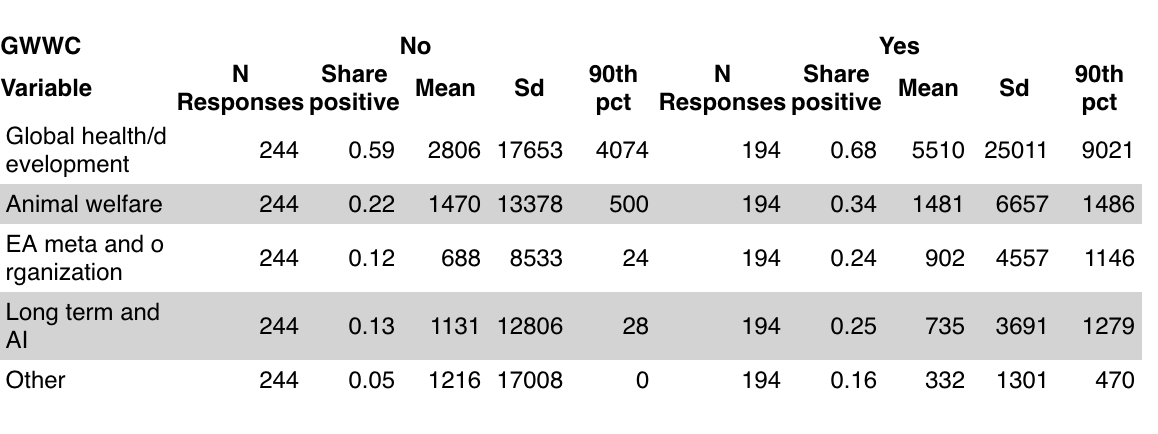 GWWC No Yes
Variable N Responses Share positive Mean Sd 90th pct N Responses Share positive Mean Sd 90th pct
Global health/d
evelopment 244 0.59 2806 17653 4074 194 0.68 5510 25011 9021
Animal welfare 244 0.22 1470 13378 500 194 0.34 1481 6657 1486
EA meta and o
rganization 244 0.12 688 8533 24 194 0.24 902 4557 1146
Long term and
AI 244 0.13 1131 12806 28 194 0.25 735 3691 1279
Other 244 0.05 1216 17008 0 194 0.16 332 1301 470